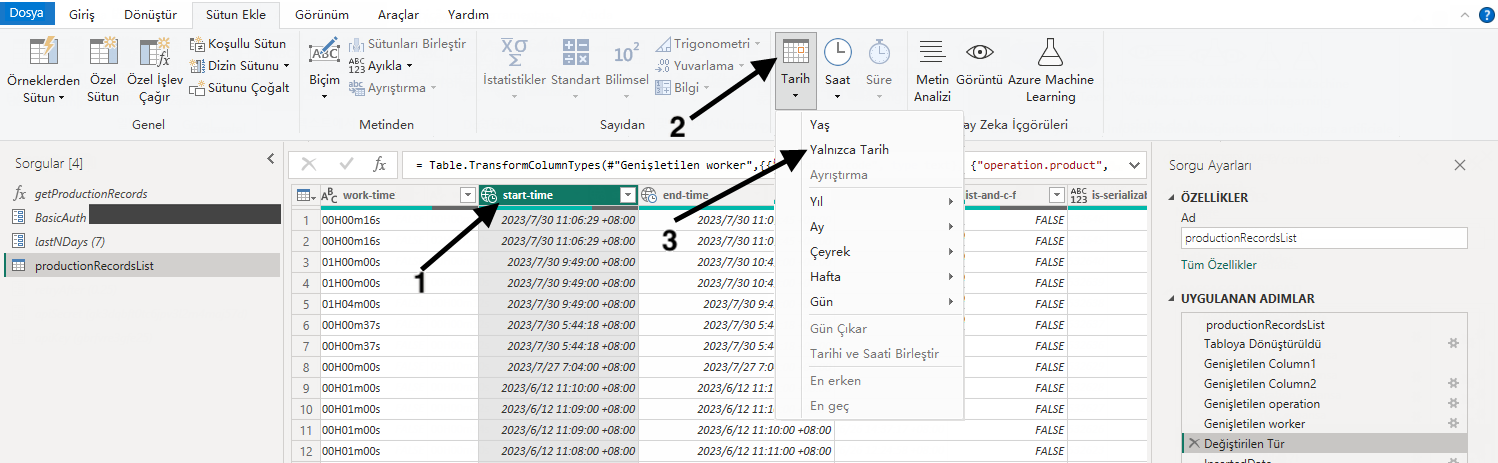 Dosya Giriş Dönüştür Sütun Ekle Görünüm Araçlar Yardım
Örneklerden Sütun
Özel Sütun
Özel İşlev Çağır
Koşullu Sütun
Dizin Sütunu
Sütunu Çoğalt
Genel
Biçim
Sütunları Birleştir
Ayıkla
Ayrıştırma
Metinden
İstatistikler
Standart
Bilimsel
Trigonometri
Yuvarlama
Bilgi
Sayıdan
Tarih
Saat
Süre
Metin Analizi
Görüntü
Azure Machine Learning
ay Zeka İçgörüleri
2
Yaş
Yalnızca Tarih
Ayrıştırma
Yıl
Ay
Çeyrek
Hafta
Gün
Gün Çıkar
Tarihi ve Saati Birleştir
En erken
En geç
3
Sorgular [4]
getProductionRecords
BasicAuth
lastNDays (7)
productionRecordsList
= Table.TransformColumnTypes(#"Genişletilen worker",{{ {"operation.product",
work-time start-time end-time ist-and-c-f is-serializab
1 00H00m16s 2023/7/30 11:06:29 +08:00 2023/7/30 11:0 FALSE
2 00H00m16s 2023/7/30 11:06:29 +08:00 2023/7/30 11:0 FALSE
3 01H00m00s 2023/7/30 9:49:00 +08:00 2023/7/30 10:4 FALSE
4 01H00m00s 2023/7/30 9:49:00 +08:00 2023/7/30 10:4 FALSE
5 01H04m00s 2023/7/30 9:49:00 +08:00 2023/7/30 9:4 FALSE
6 00H00m37s 2023/7/30 5:44:18 +08:00 2023/7/30 5:4 FALSE
7 00H00m37s 2023/7/30 5:44:18 +08:00 2023/7/30 5:4 FALSE
8 00H00m00s 2023/7/27 7:04:00 +08:00 2023/7/27 7:0 FALSE
9 00H01m00s 2023/6/12 11:10:00 +08:00 2023/6/12 11:1 FALSE
10 00H01m00s 2023/6/12 11:09:00 +08:00 2023/6/12 11:1 FALSE
11 00H01m00s 2023/6/12 11:09:00 +08:00 2023/6/12 11:10:00 +08:00 FALSE
12 00H01m00s 2023/6/12 11:08:00 +08:00 2023/6/12 11:11:00 +08:00 FALSE
1
Sorgu Ayarları
ÖZELLİKLER
Ad
productionRecordsList
Tüm Özellikler
UYGULANAN ADIMLAR
productionRecordsList
Tabloya Dönüştürüldü
Genişletilen Column1
Genişletilen Column2
Genişletilen operation
Genişletilen worker
Değiştirilen Tür